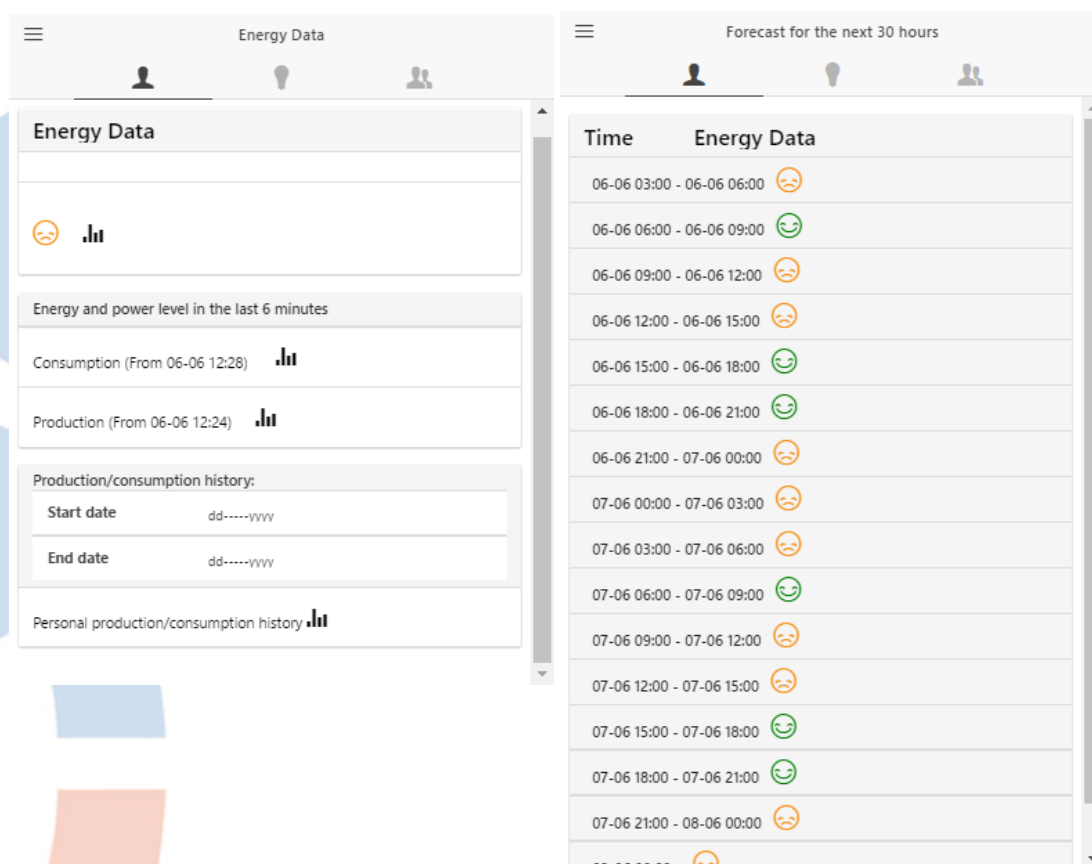 Energy Data
Energy Data
Energy and power level in the last 6 minutes
Consumption (From 06-06 12:28)
Production (From 06-06 12:24)
Production/consumption history:
Start date dd-----yyyy
End date dd-----yyyy
Personal production/consumption history
Forecast for the next 30 hours
Time Energy Data
06-06 03:00 - 06-06 06:00
06-06 06:00 - 06-06 09:00
06-06 09:00 - 06-06 12:00
06-06 12:00 - 06-06 15:00
06-06 15:00 - 06-06 18:00
06-06 18:00 - 06-06 21:00
06-06 21:00 - 07-06 00:00
07-06 00:00 - 07-06 03:00
07-06 03:00 - 07-06 06:00
07-06 06:00 - 07-06 09:00
07-06 09:00 - 07-06 12:00
07-06 12:00 - 07-06 15:00
07-06 15:00 - 07-06 18:00
07-06 18:00 - 07-06 21:00
07-06 21:00 - 08-06 00:00